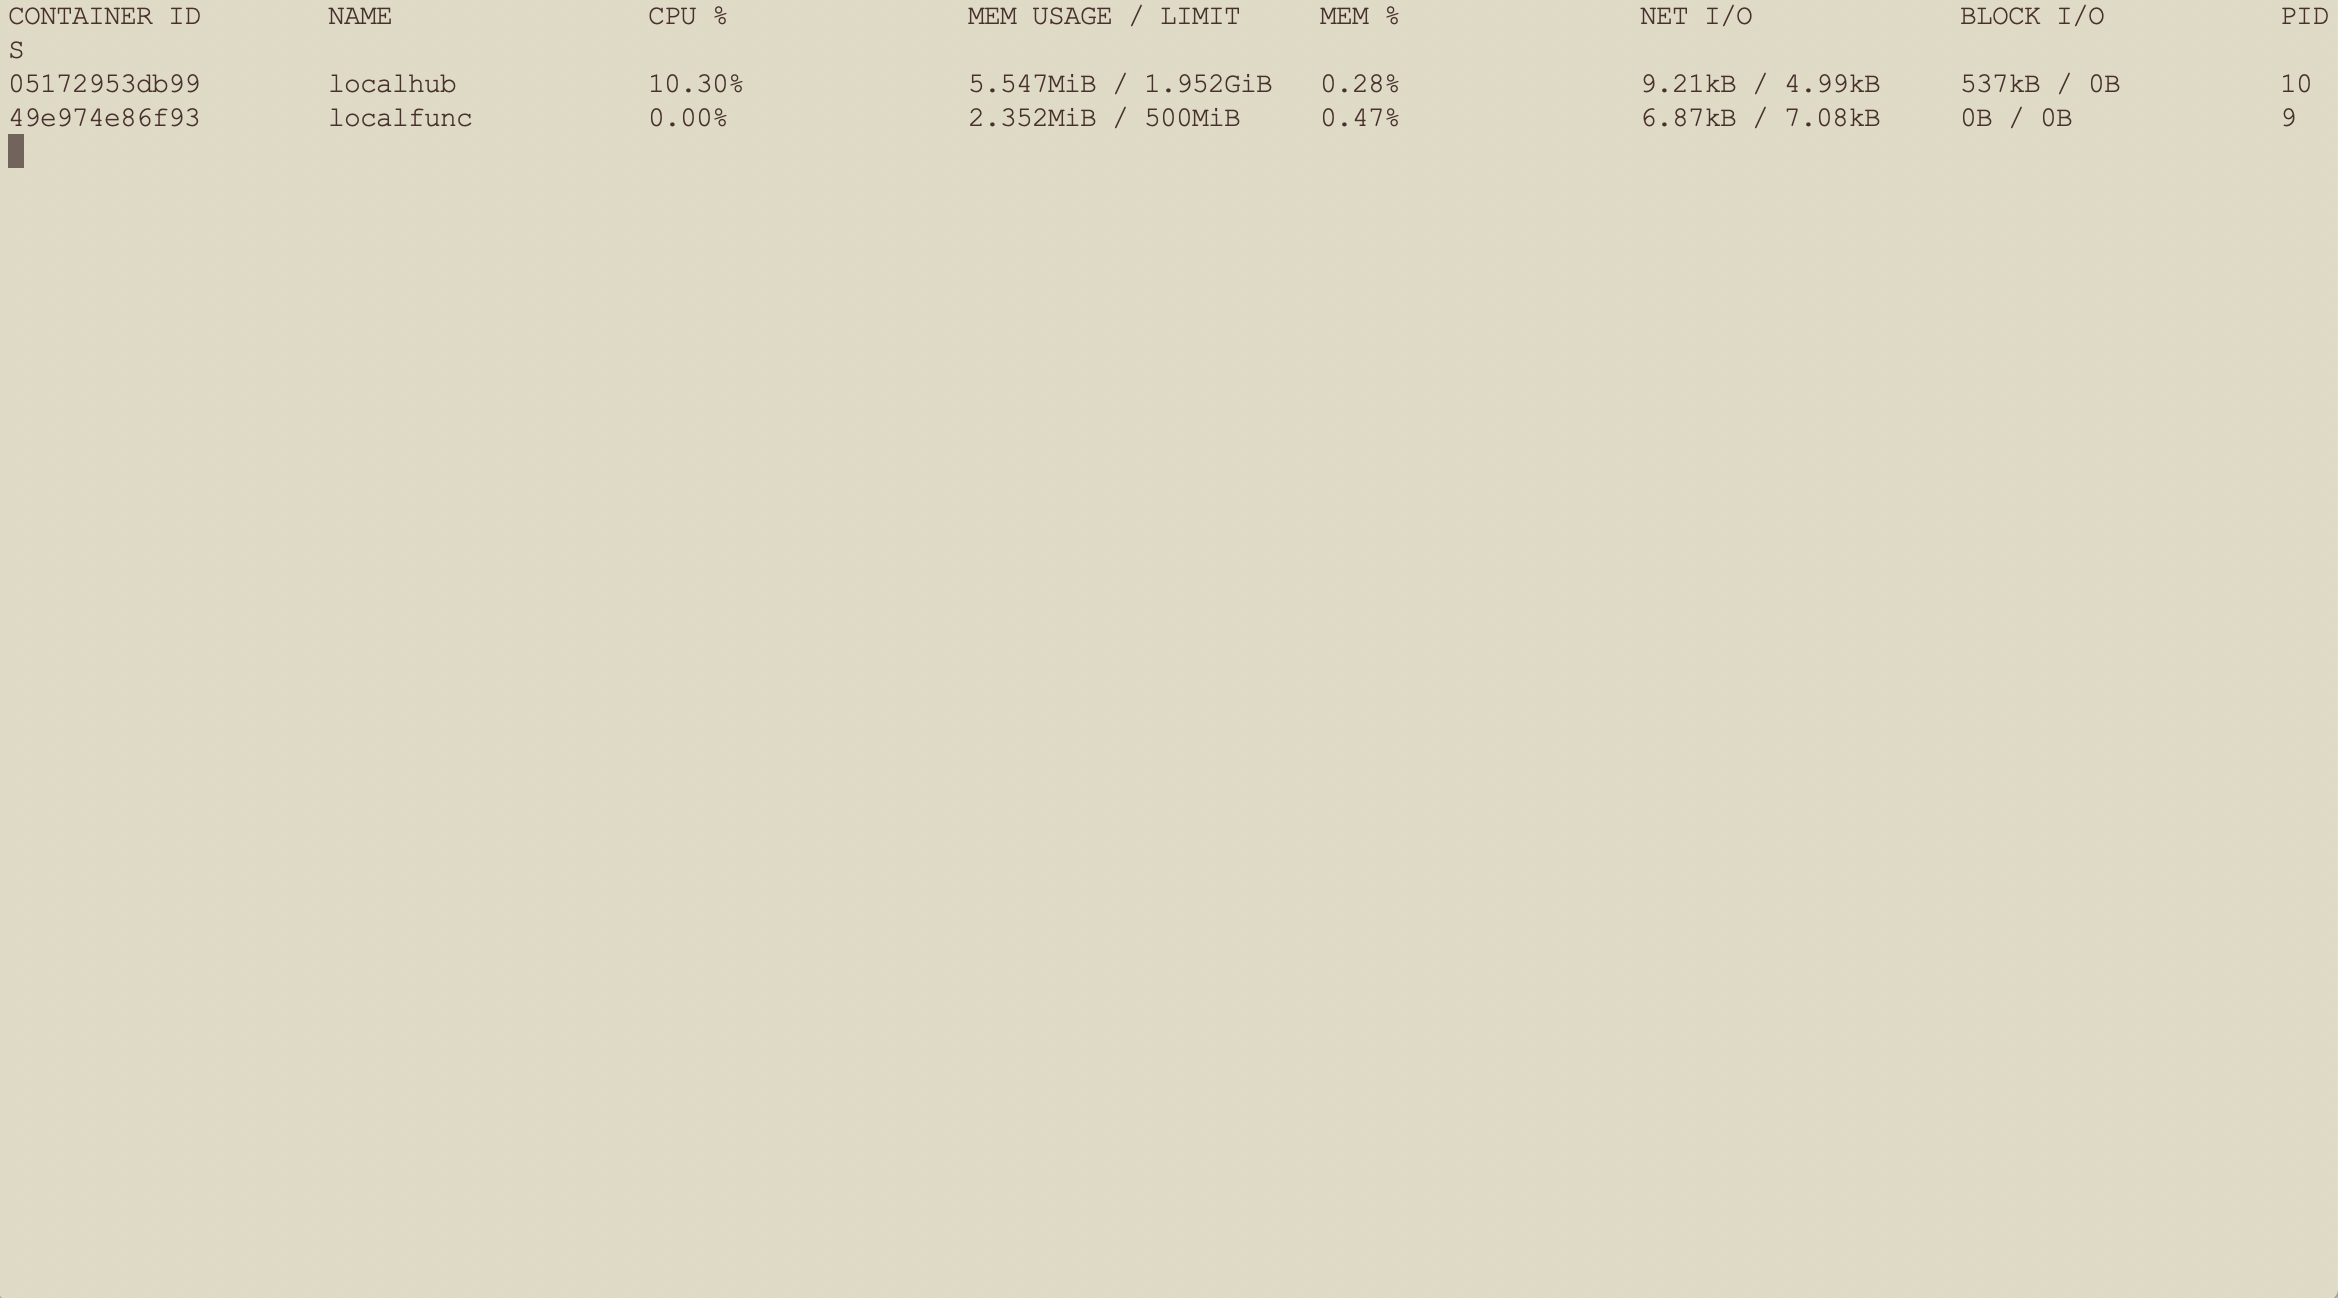 CONTAINER ID        NAME                CPU %               MEM USAGE / LIMIT     MEM %               NET I/O             BLOCK I/O           PID
S
05172953db99        localhub            10.30%              5.547MiB / 1.952GiB   0.28%               9.21kB / 4.99kB     537kB / 0B          10
49e974e86f93        localfunc           0.00%               2.352MiB / 500MiB     0.47%               6.87kB / 7.08kB     0B / 0B             9